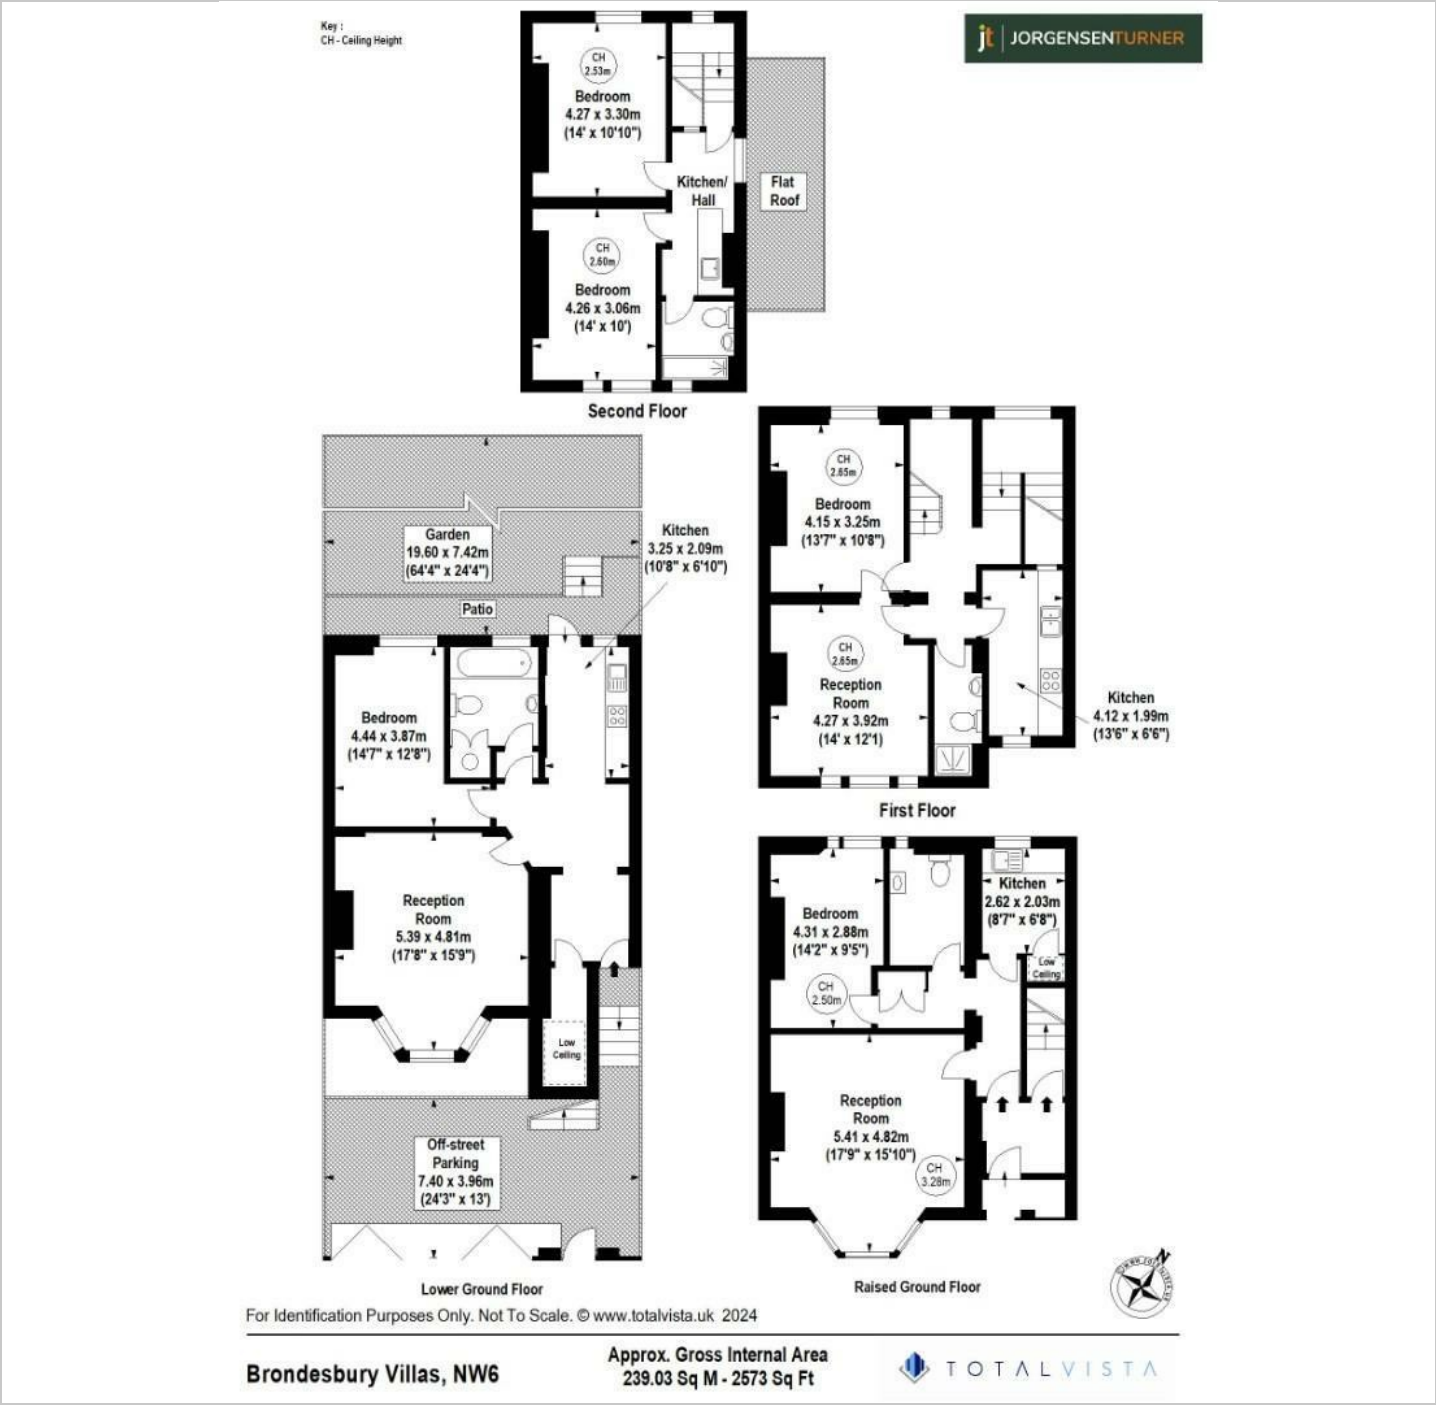 Key :
CH - Ceiling Height
jt JORGENSENTURNER
CH
2.53m
Bedroom
4.27 x 3.30m
(14' x 10'10")
Kitchen/
Hall
Flat
Roof
CH
2.60m
Bedroom
4.26 x 3.06m
(14' x 10')
Second Floor
CH
2.65m
Bedroom
4.15 x 3.25m
(13'7" x 10'8")
CH
2.65m
Reception
Room
4.27 x 3.92m
(14' x 12'1)
Kitchen
4.12 x 1.99m
(13'6" x 6'6")
First Floor
Garden
19.60 x 7.42m
(64'4" x 24'4")
Patio
Kitchen
3.25 x 2.09m
(10'8" x 6'10")
Bedroom
4.44 x 3.87m
(14'7" x 12'8")
Reception
Room
5.39 x 4.81m
(17'8" x 15'9")
Low
Ceiling
Off-street
Parking
7.40 x 3.96m
(24'3" x 13')
Lower Ground Floor
Bedroom
4.31 x 2.88m
(14'2" x 9'5")
CH
2.50m
Kitchen
2.62 x 2.03m
(8'7" x 6'8")
Low
Ceiling
Reception
Room
5.41 x 4.82m
(17'9" x 15'10")
CH
3.28m
Raised Ground Floor
N
For Identification Purposes Only. Not To Scale. © www.totalvista.uk 2024
Brondesbury Villas, NW6
Approx. Gross Internal Area
239.03 Sq M - 2573 Sq Ft
TOTALVISTA